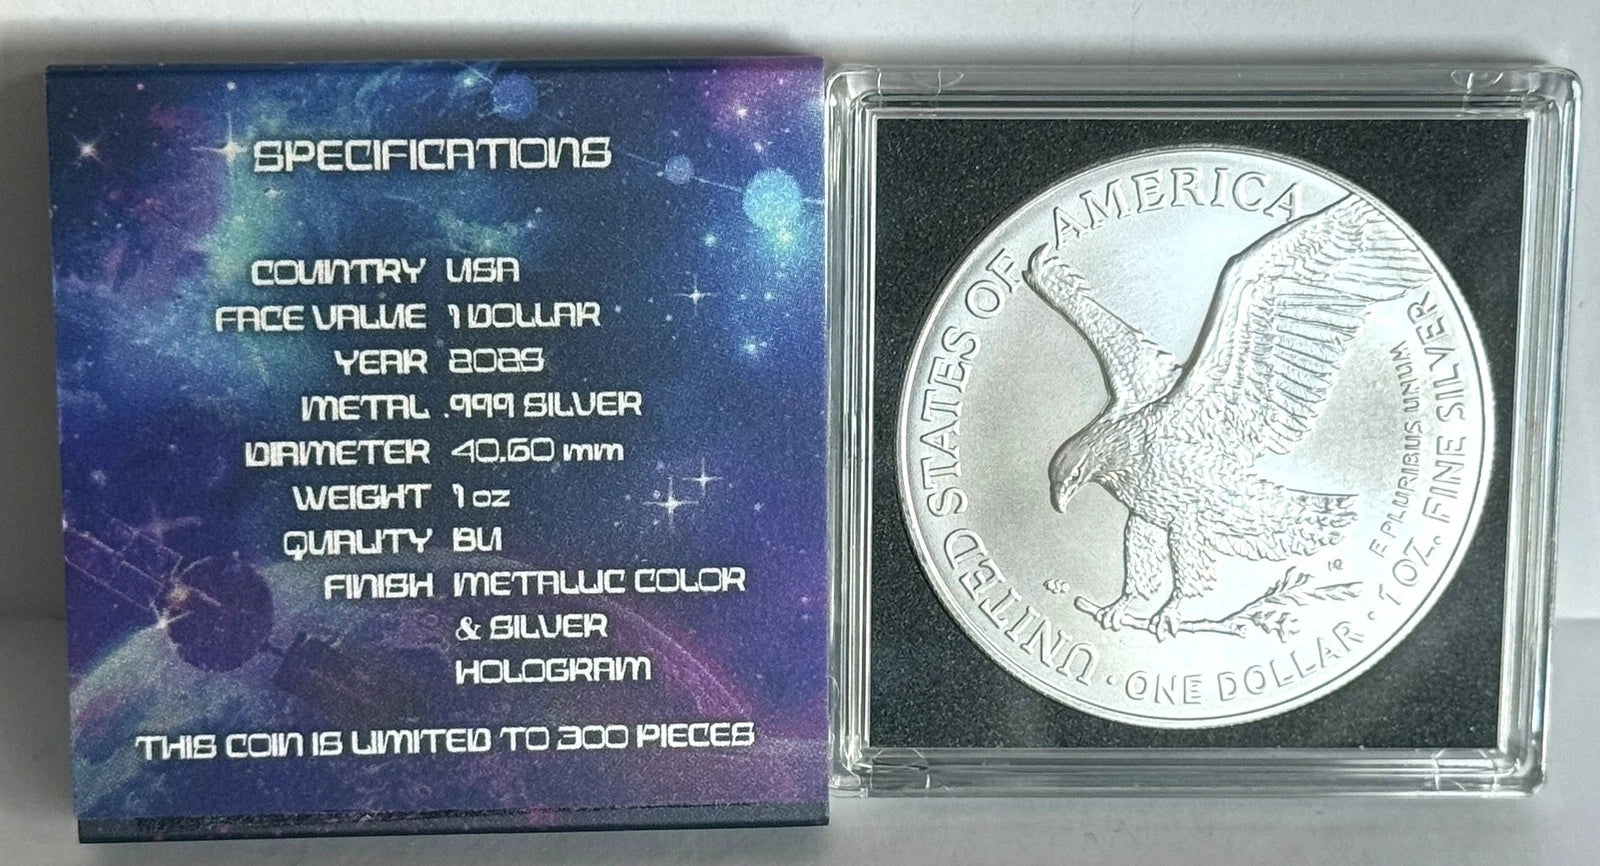 SPECIFICATIONS
COUNTRY USA
FACE VALUE 1 DOLLAR
YEAR 2025
METAL .999 SILVER
DIAMETER 40.60 mm
WEIGHT 1 oz
QUALITY BU
FINISH METALLIC COLOR
& SILVER
HOLOGRAM
THIS COIN IS LIMITED TO 300 PIECES
UNITED STATES OF AMERICA
E PLURIBUS UNUM
· ONE DOLLAR · 1 OZ. FINE SILVER